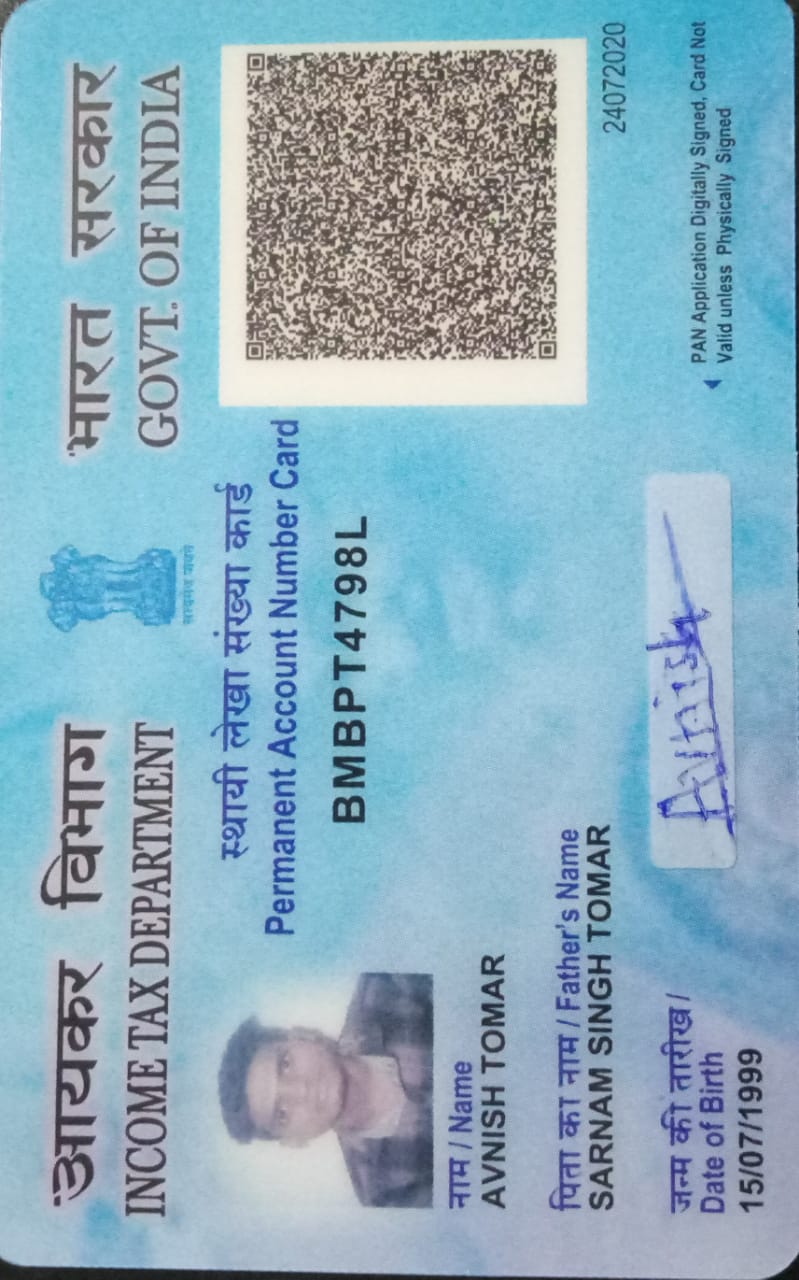 आयकर विभाग
INCOME TAX DEPARTMENT
सत्यमेव जयते
भारत सरकार
GOVT. OF INDIA
स्थायी लेखा संख्या कार्ड
Permanent Account Number Card
BMBPT4798L
नाम / Name
AVNISH TOMAR
पिता का नाम / Father's Name
SARNAM SINGH TOMAR
जन्म की तारीख /
Date of Birth
15/07/1999
Avnish
24072020
PAN Application Digitally Signed, Card Not
Valid unless Physically Signed